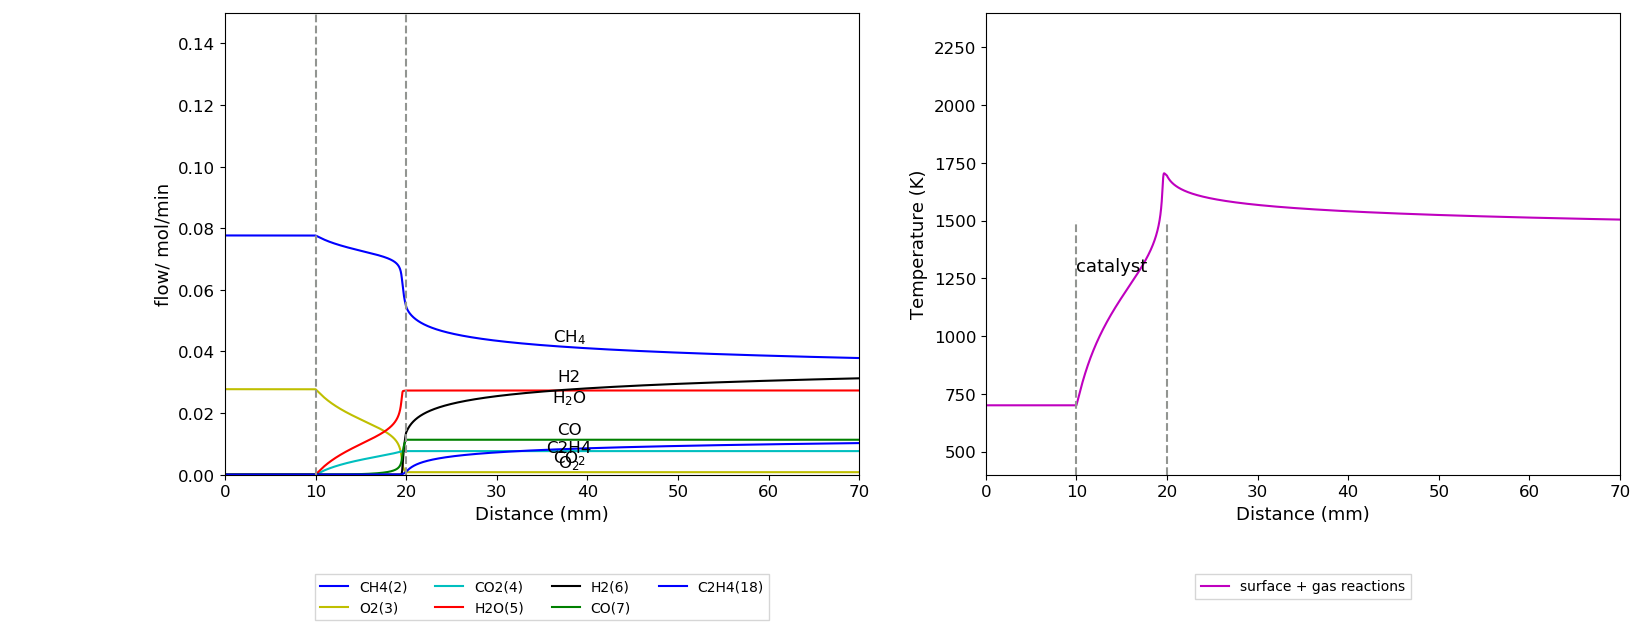 0.14
0.12
0.10
0.08
0.06
0.04
0.02
0.00
flow/ mol/min
CH4
H2
H2O
CO
C2H4
CO2
O2
0 10 20 30 40 50 60 70
Distance (mm)
CH4(2) CO2(4) H2(6) C2H4(18)
O2(3) H2O(5) CO(7)
2250
2000
1750
1500
1250
1000
750
500
Temperature (K)
catalyst
0 10 20 30 40 50 60 70
Distance (mm)
surface + gas reactions